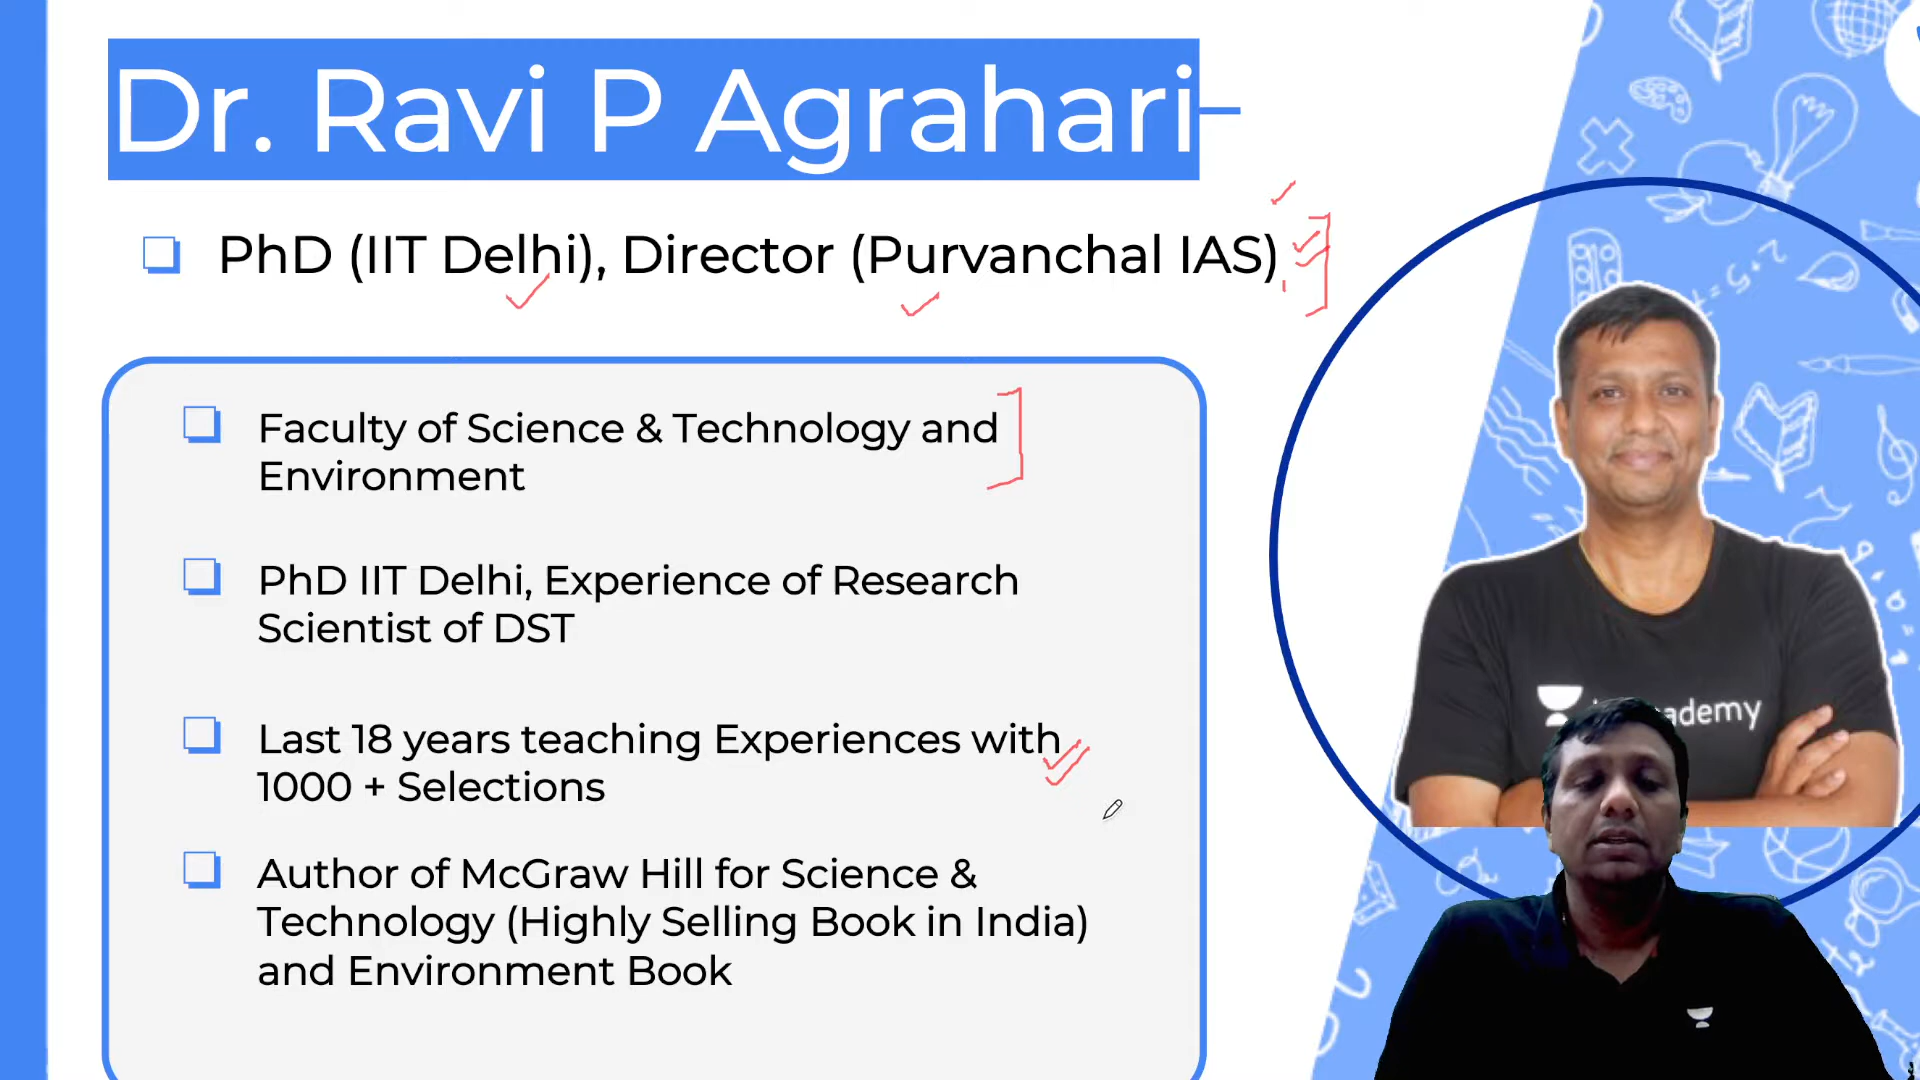 Dr. Ravi P Agrahari–
PhD (IIT Delhi), Director (Purvanchal IAS)
Faculty of Science & Technology and
Environment
PhD IIT Delhi, Experience of Research
Scientist of DST
Last 18 years teaching Experiences with
1000 + Selections
Author of McGraw Hill for Science &
Technology (Highly Selling Book in India)
and Environment Book